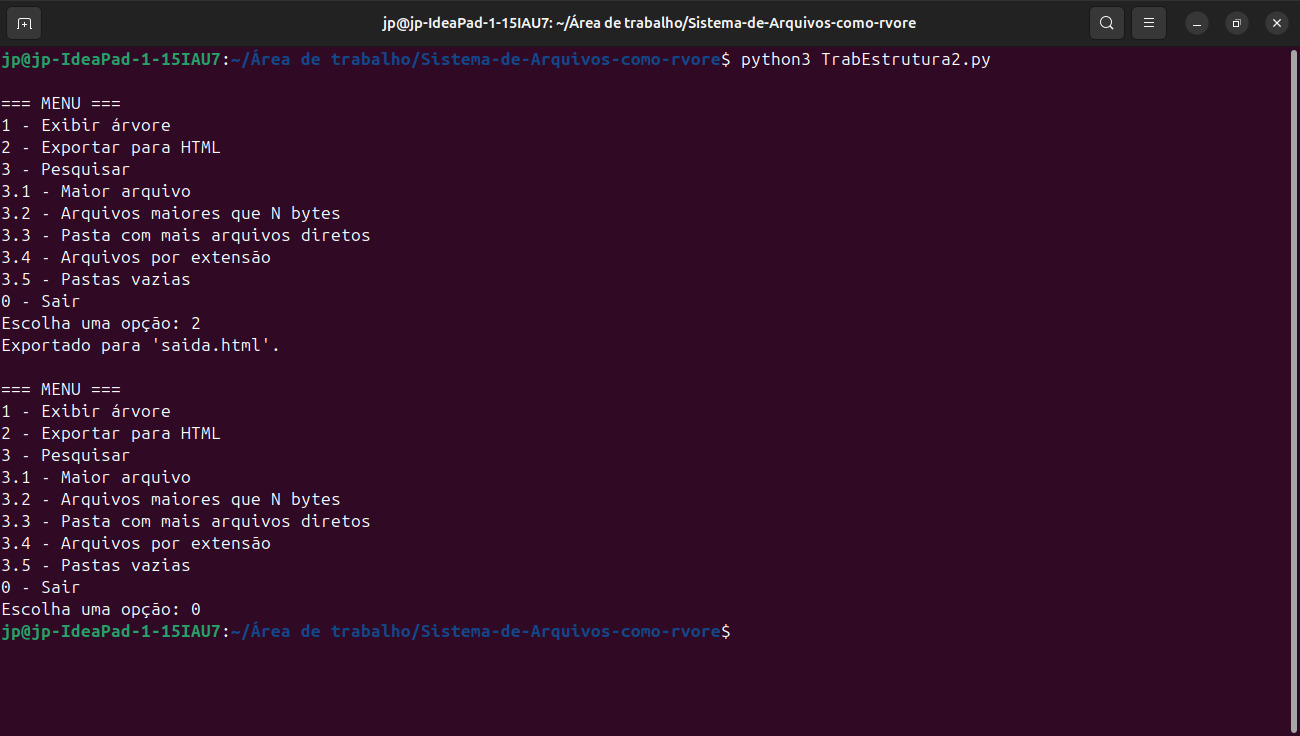 jp@jp-IdeaPad-1-15IAU7: ~/Área de trabalho/Sistema-de-Arquivos-como-rvore
jp@jp-IdeaPad-1-15IAU7:~/Área de trabalho/Sistema-de-Arquivos-como-rvore$ python3 TrabEstrutura2.py
=== MENU ===
1 - Exibir árvore
2 - Exportar para HTML
3 - Pesquisar
3.1 - Maior arquivo
3.2 - Arquivos maiores que N bytes
3.3 - Pasta com mais arquivos diretos
3.4 - Arquivos por extensão
3.5 - Pastas vazias
0 - Sair
Escolha uma opção: 2
Exportado para 'saida.html'.
=== MENU ===
1 - Exibir árvore
2 - Exportar para HTML
3 - Pesquisar
3.1 - Maior arquivo
3.2 - Arquivos maiores que N bytes
3.3 - Pasta com mais arquivos diretos
3.4 - Arquivos por extensão
3.5 - Pastas vazias
0 - Sair
Escolha uma opção: 0
jp@jp-IdeaPad-1-15IAU7:~/Área de trabalho/Sistema-de-Arquivos-como-rvore$